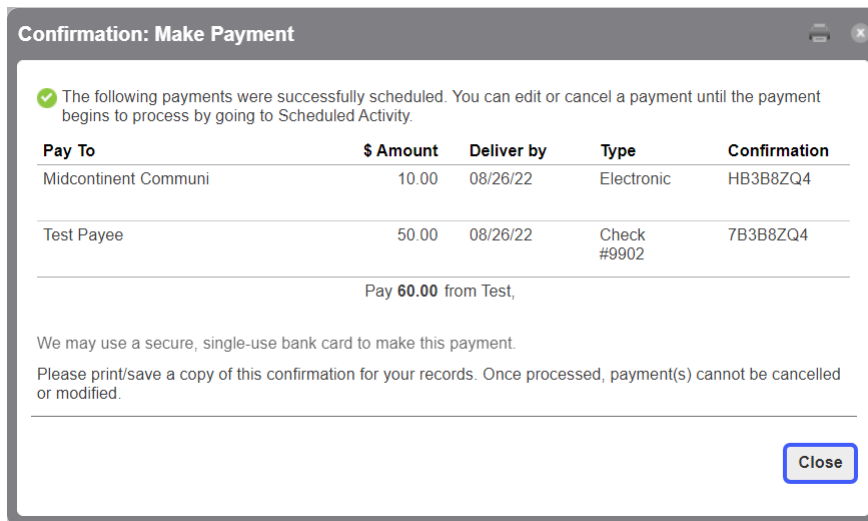 Confirmation: Make Payment
The following payments were successfully scheduled. You can edit or cancel a payment until the payment
begins to process by going to Scheduled Activity.
Pay To $ Amount Deliver by Type Confirmation
Midcontinent Communi 10.00 08/26/22 Electronic HB3B8ZQ4
Test Payee 50.00 08/26/22 Check 7B3B8ZQ4
#9902
Pay 60.00 from Test,
We may use a secure, single-use bank card to make this payment.
Please print/save a copy of this confirmation for your records. Once processed, payment(s) cannot be cancelled
or modified.
Close